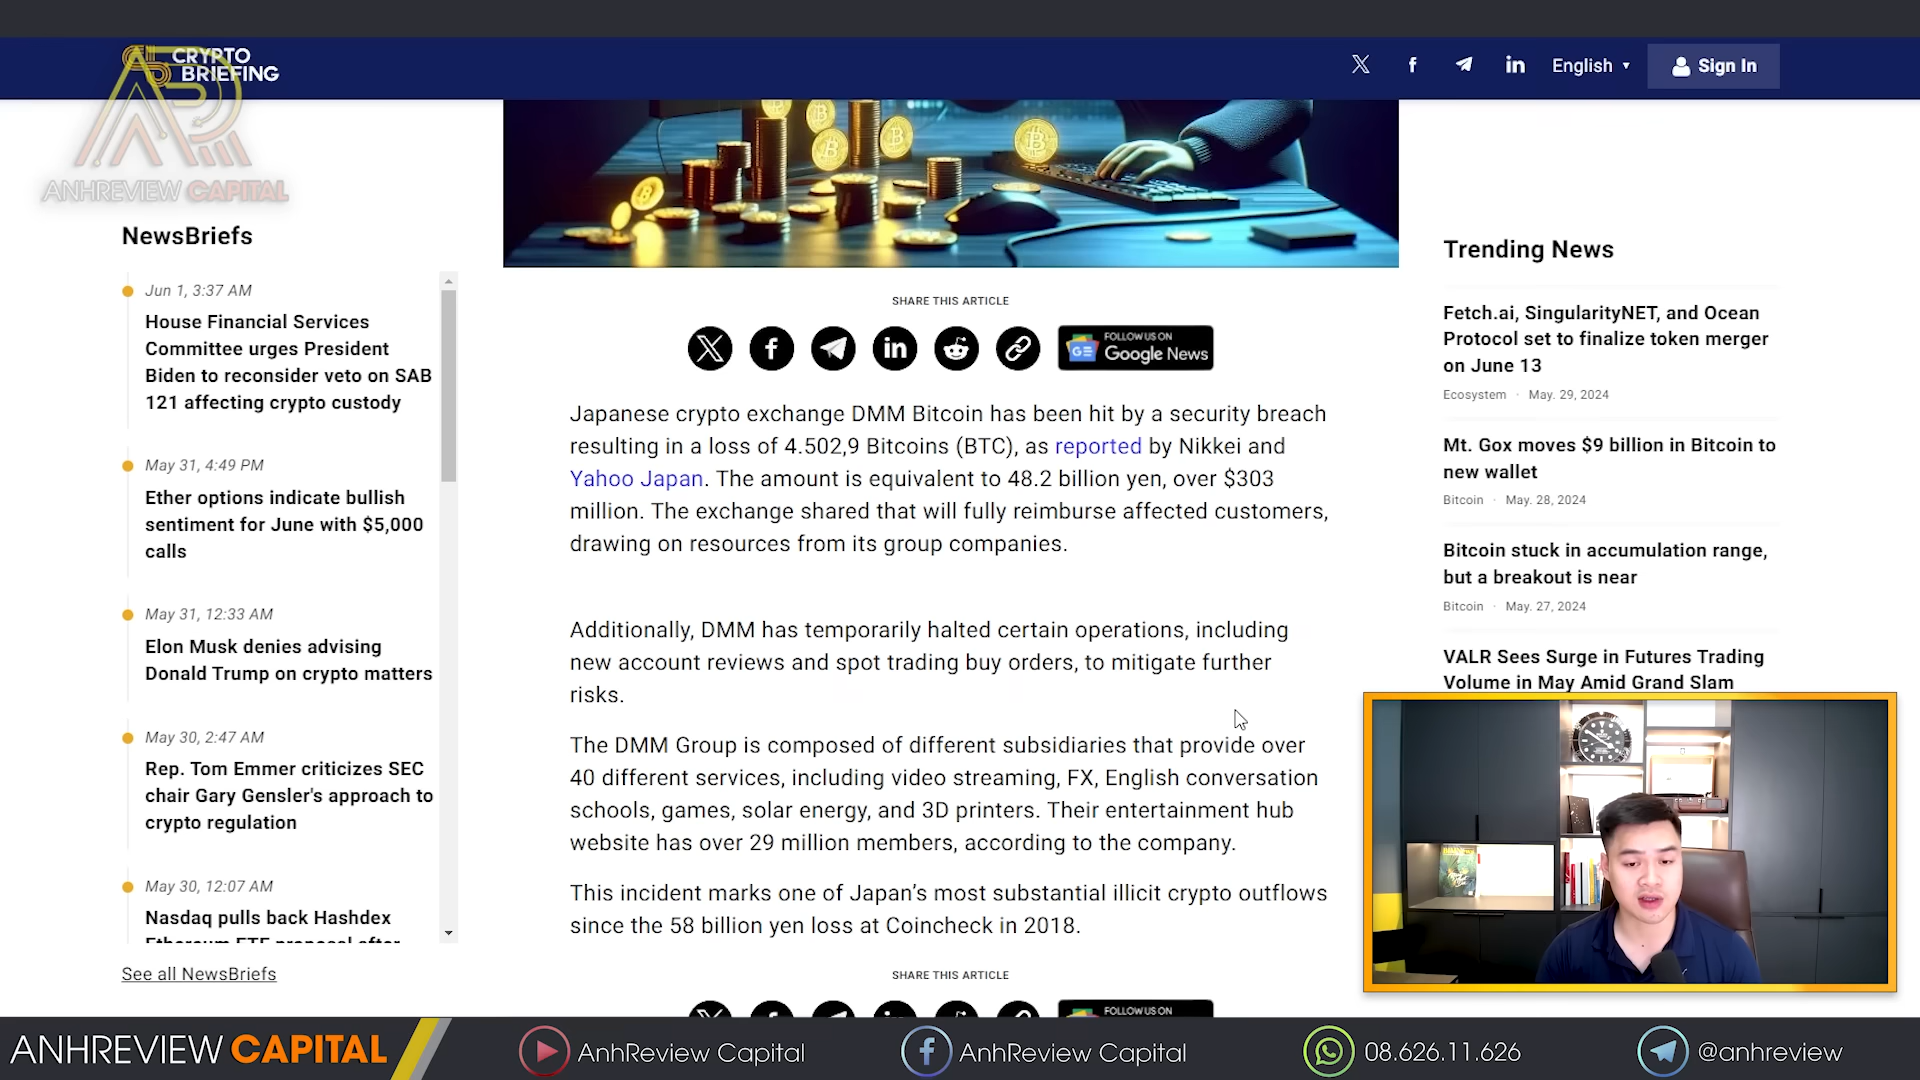 CRYPTO
BRIEFING
English
Sign In
ANHREVIEW CAPITAL
NewsBriefs
Jun 1, 3:37 AM
House Financial Services
Committee urges President
Biden to reconsider veto on SAB
121 affecting crypto custody
May 31, 4:49 PM
Ether options indicate bullish
sentiment for June with $5,000
calls
May 31, 12:33 AM
Elon Musk denies advising
Donald Trump on crypto matters
May 30, 2:47 AM
Rep. Tom Emmer criticizes SEC
chair Gary Gensler's approach to
crypto regulation
May 30, 12:07 AM
Nasdaq pulls back Hashdex
Ethereum ETF proposal after
See all NewsBriefs
SHARE THIS ARTICLE
FOLLOW US ON
Google News
Japanese crypto exchange DMM Bitcoin has been hit by a security breach
resulting in a loss of 4.502,9 Bitcoins (BTC), as reported by Nikkei and
Yahoo Japan. The amount is equivalent to 48.2 billion yen, over $303
million. The exchange shared that will fully reimburse affected customers,
drawing on resources from its group companies.
Additionally, DMM has temporarily halted certain operations, including
new account reviews and spot trading buy orders, to mitigate further
risks.
The DMM Group is composed of different subsidiaries that provide over
40 different services, including video streaming, FX, English conversation
schools, games, solar energy, and 3D printers. Their entertainment hub
website has over 29 million members, according to the company.
This incident marks one of Japan’s most substantial illicit crypto outflows
since the 58 billion yen loss at Coincheck in 2018.
SHARE THIS ARTICLE
FOLLOW US ON
Trending News
Fetch.ai, SingularityNET, and Ocean
Protocol set to finalize token merger
on June 13
Ecosystem · May. 29, 2024
Mt. Gox moves $9 billion in Bitcoin to
new wallet
Bitcoin · May. 28, 2024
Bitcoin stuck in accumulation range,
but a breakout is near
Bitcoin · May. 27, 2024
VALR Sees Surge in Futures Trading
Volume in May Amid Grand Slam
ANHREVIEW CAPITAL
AnhReview Capital
AnhReview Capital
08.626.11.626
@anhreview